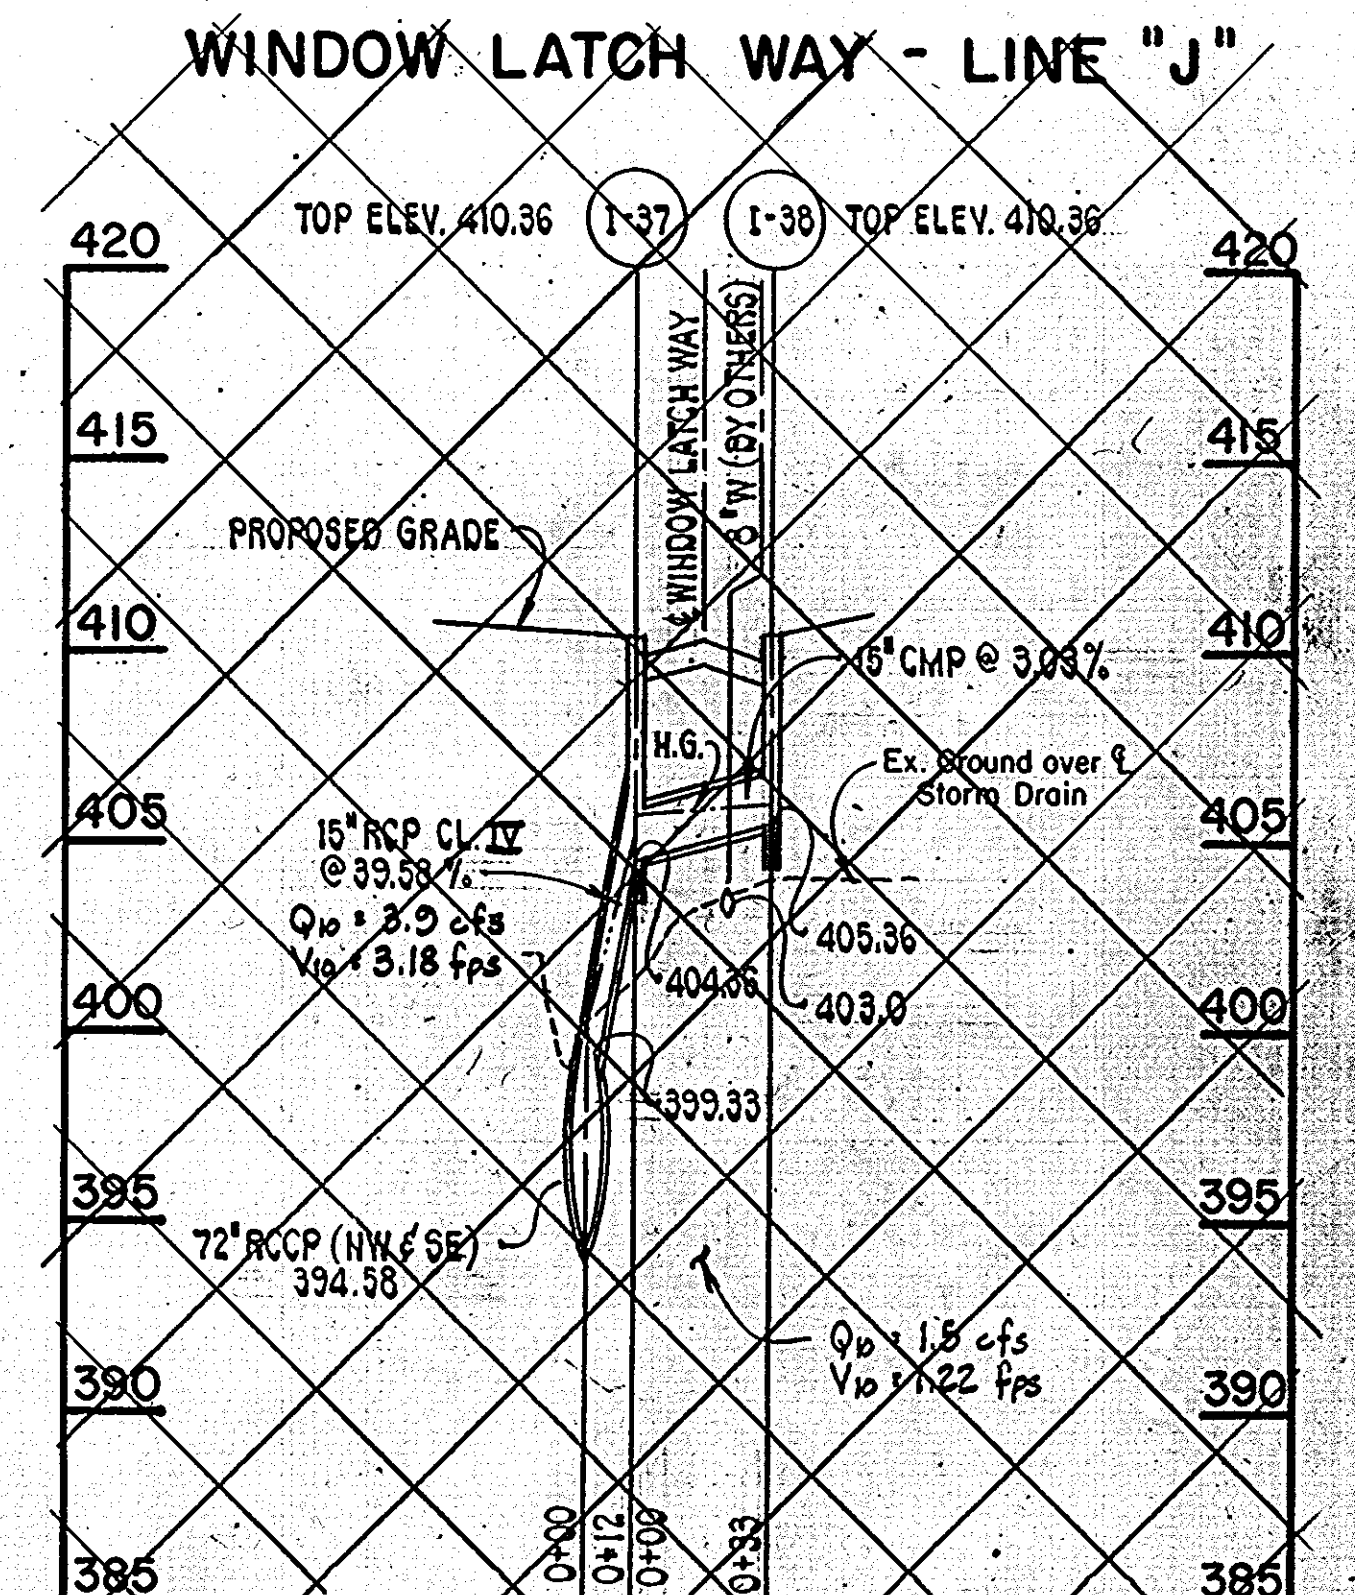 WINDOW LATCH WAY - LINE "J"
TOP ELEV. 410.36
I-37
I-38
TOP ELEV. 410.36
420
420
℄ WINDOW LATCH WAY
8"W (BY OTHERS)
415
415
PROPOSED GRADE
410
410
15" CMP @ 3.03%
H.G.
Ex. Ground over ℄
Storm Drain
405
405
15" RCP CL. IV
@ 39.58 %
Q10 = 3.9 cfs
V10 = 3.18 fps
405.36
404.36
403.0
400
400
399.33
395
395
72" RCCP (NW & SE)
394.58
Q10 = 1.5 cfs
V10 = 1.22 fps
390
390
0+00
0+12
0+00
0+33
385
385